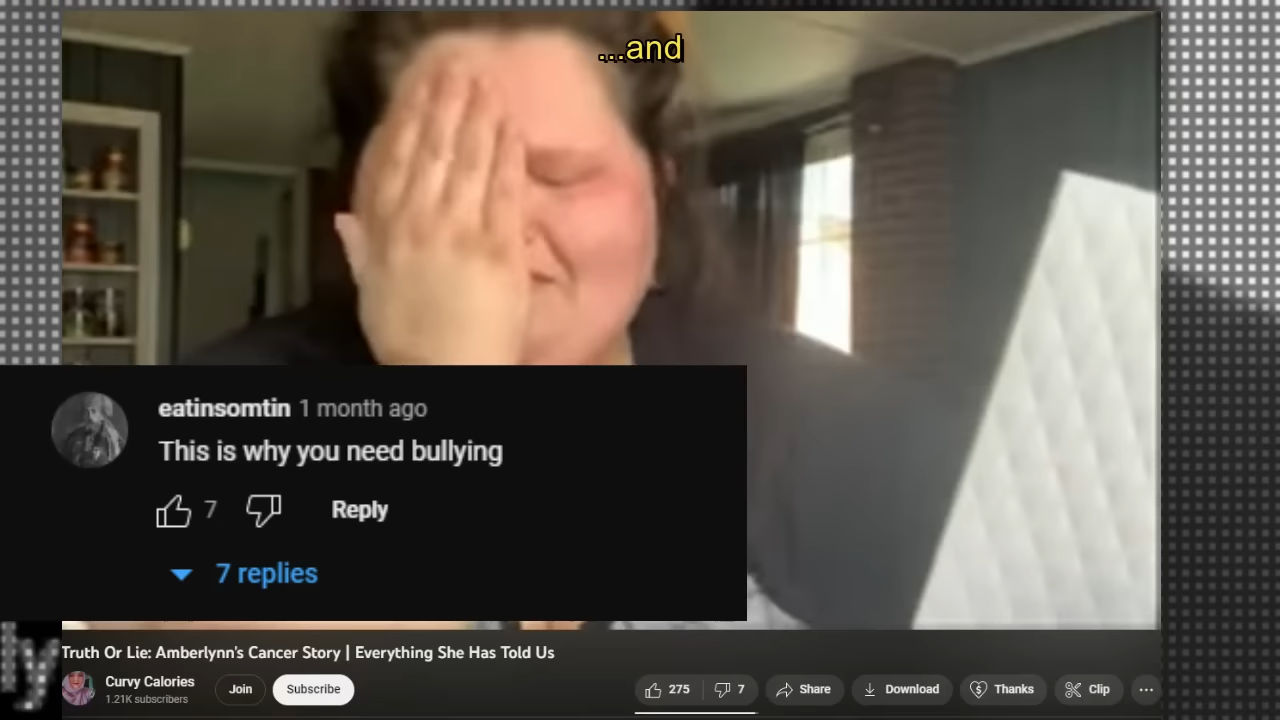 ...and
eatinsomtin 1 month ago
This is why you need bullying
7
Reply
7 replies
ly
Truth Or Lie: Amberlynn's Cancer Story | Everything She Has Told Us
Curvy Calories
1.21K subscribers
Join
Subscribe
275
7
Share
Download
Thanks
Clip